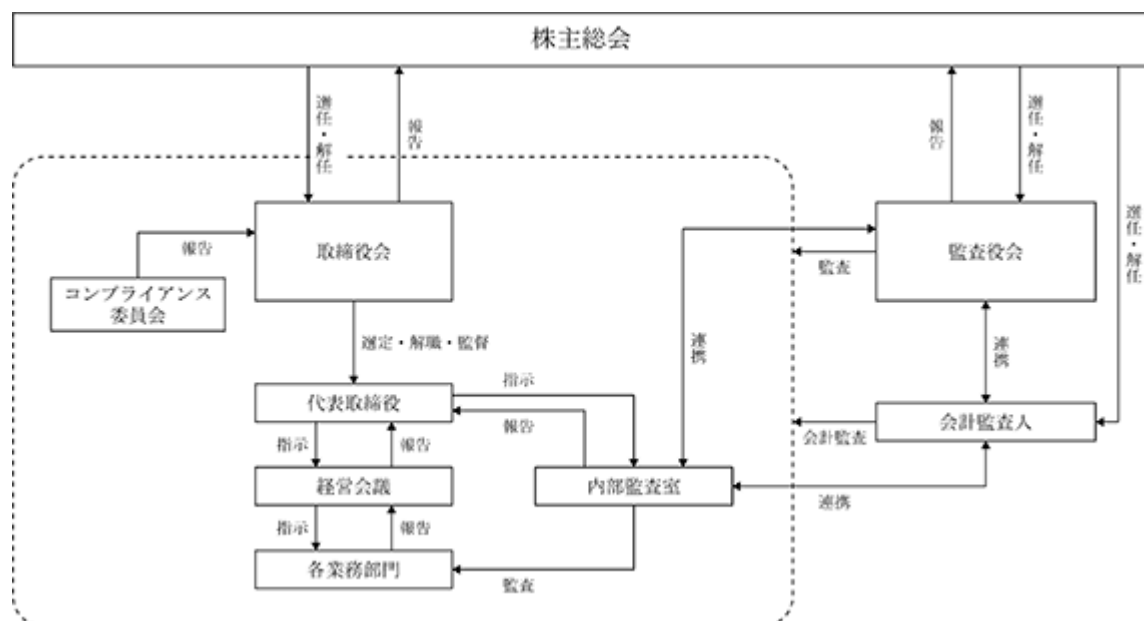 株主総会
選任・解任
報告
報告
選任・解任
選任・解任
取締役会
監査役会
報告
監査
コンプライアンス
委員会
連携
連携
選定・解職・監督
代表取締役
指示
報告
会計監査人
会計監査
指示
報告
経営会議
内部監査室
連携
指示
報告
各業務部門
監査